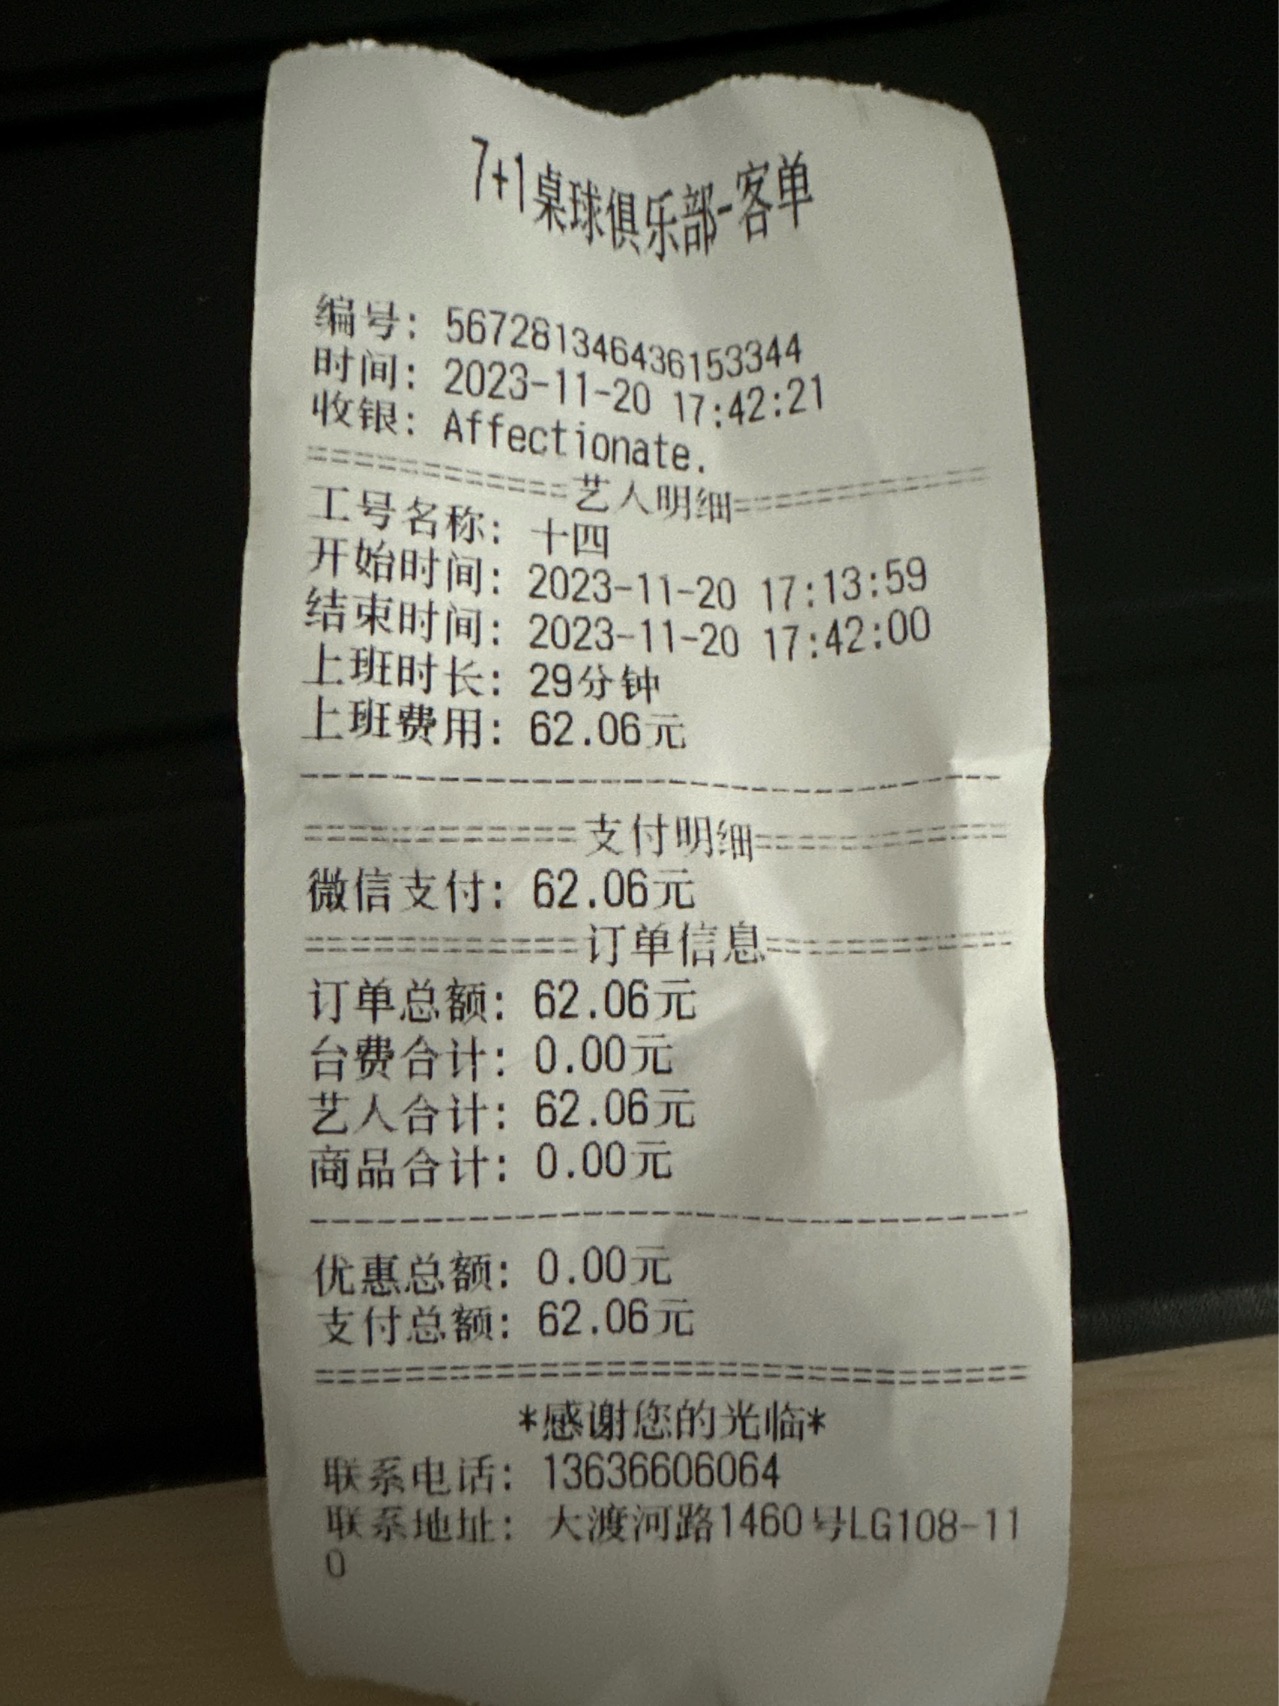 7+1桌球俱乐部-客单
编号: 567281346436153344
时间: 2023-11-20 17:42:21
收银: Affectionate.
============艺人明细============
工号名称: 十四
开始时间: 2023-11-20 17:13:59
结束时间: 2023-11-20 17:42:00
上班时长: 29分钟
上班费用: 62.06元
--------------------------------
============支付明细============
微信支付: 62.06元
============订单信息============
订单总额: 62.06元
台费合计: 0.00元
艺人合计: 62.06元
商品合计: 0.00元
--------------------------------
优惠总额: 0.00元
支付总额: 62.06元
================================
*感谢您的光临*
联系电话: 13636606064
联系地址: 大渡河路1460号LG108-11
0